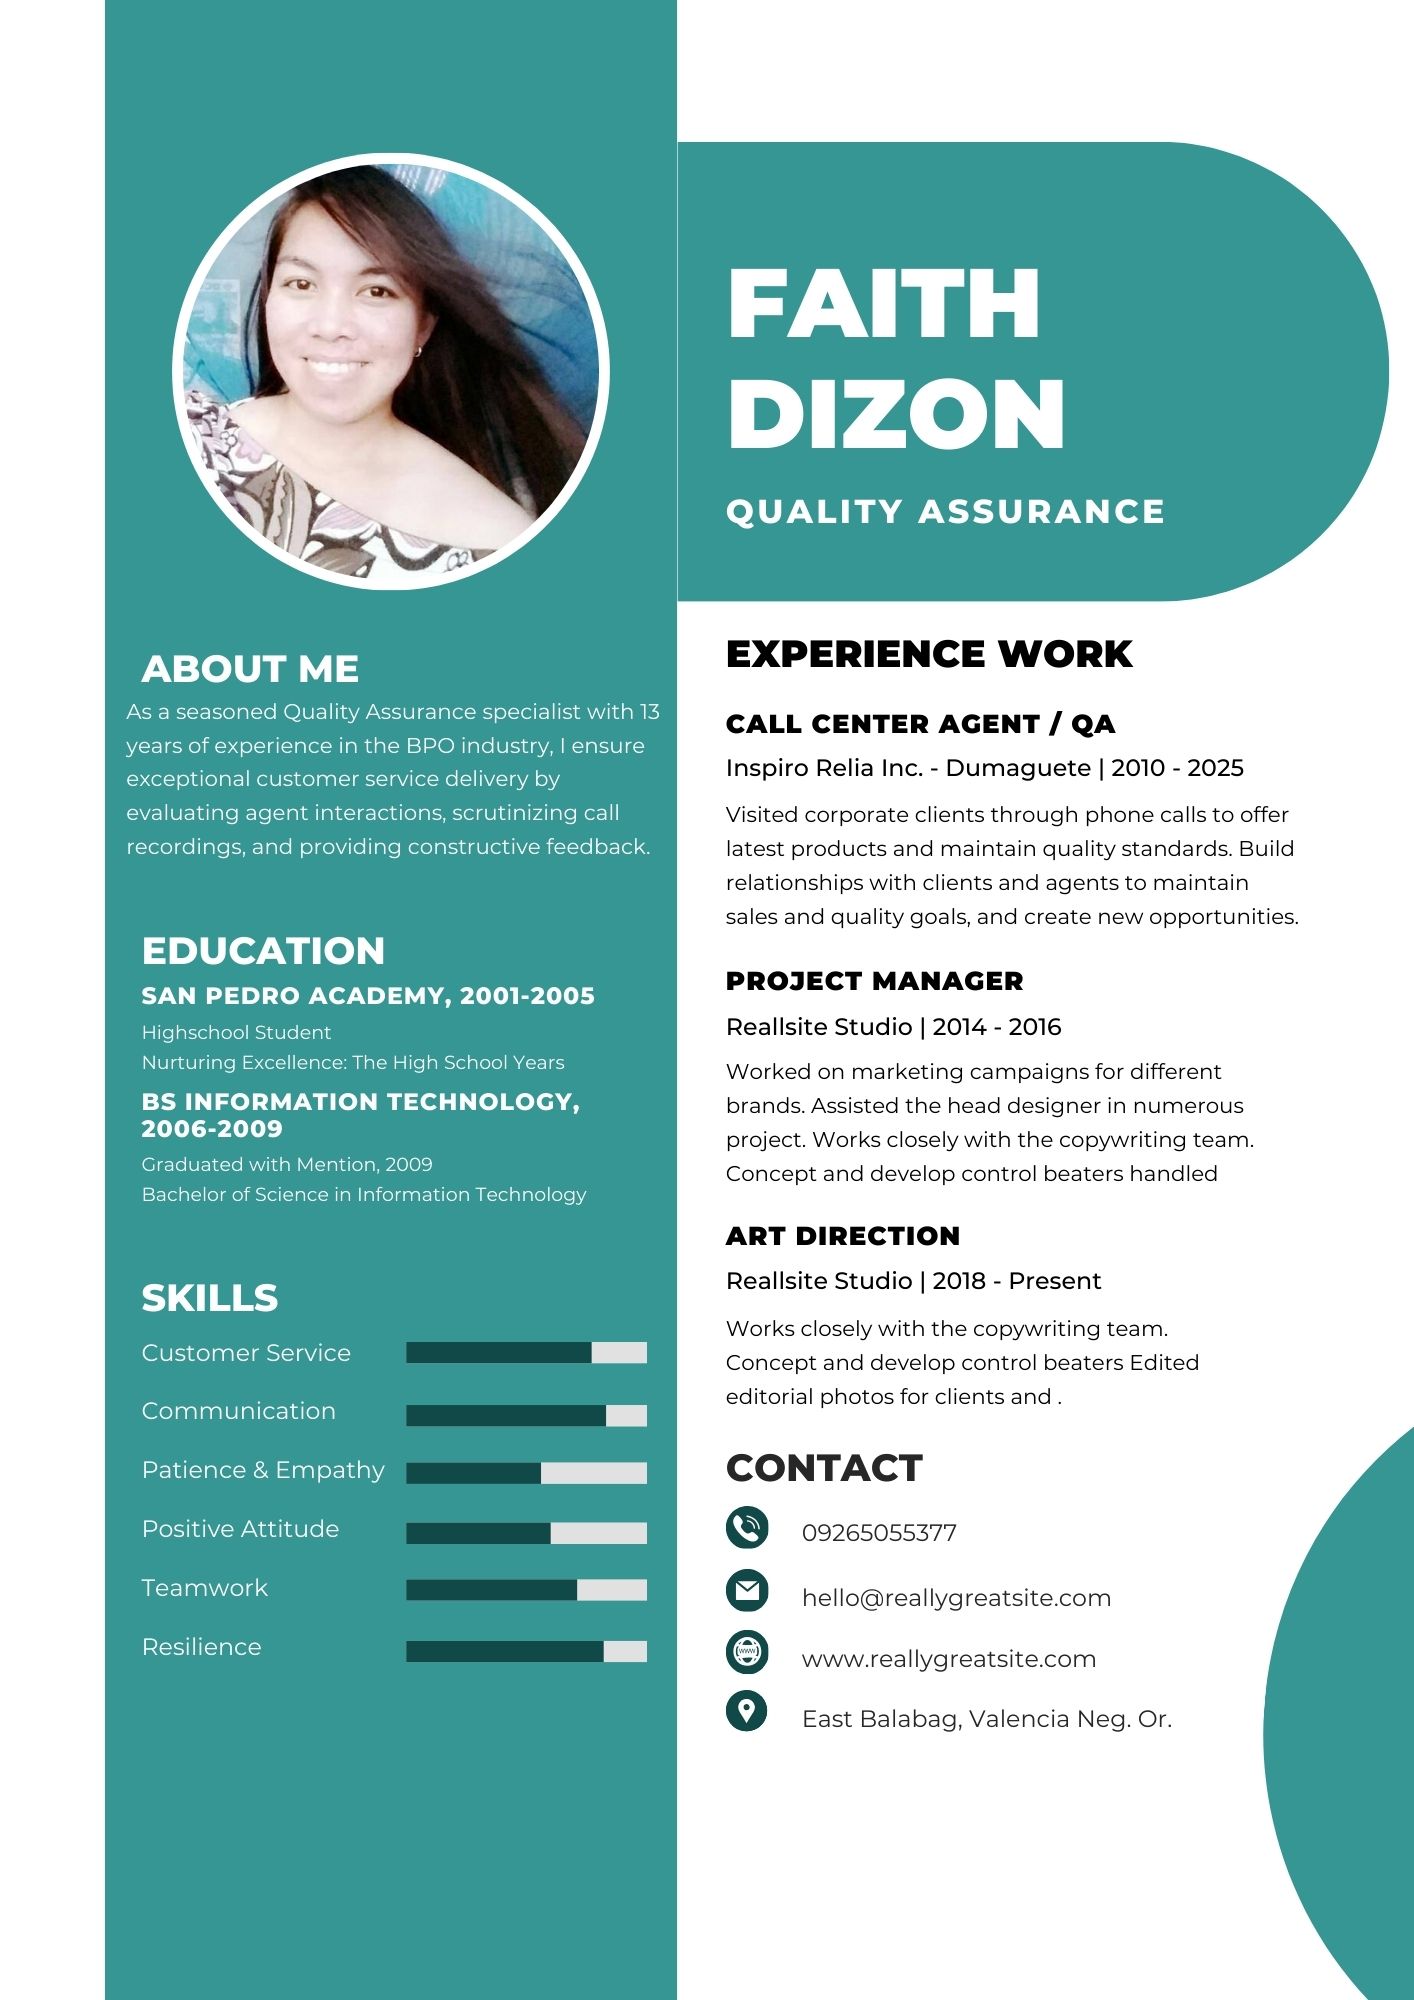 FAITH
DIZON
QUALITY ASSURANCE
ABOUT ME
As a seasoned Quality Assurance specialist with 13
years of experience in the BPO industry, I ensure
exceptional customer service delivery by
evaluating agent interactions, scrutinizing call
recordings, and providing constructive feedback.
EDUCATION
SAN PEDRO ACADEMY, 2001-2005
Highschool Student
Nurturing Excellence: The High School Years
BS INFORMATION TECHNOLOGY,
2006-2009
Graduated with Mention, 2009
Bachelor of Science in Information Technology
SKILLS
Customer Service
Communication
Patience & Empathy
Positive Attitude
Teamwork
Resilience
EXPERIENCE WORK
CALL CENTER AGENT / QA
Inspiro Relia Inc. - Dumaguete | 2010 - 2025
Visited corporate clients through phone calls to offer
latest products and maintain quality standards. Build
relationships with clients and agents to maintain
sales and quality goals, and create new opportunities.
PROJECT MANAGER
Reallsite Studio | 2014 - 2016
Worked on marketing campaigns for different
brands. Assisted the head designer in numerous
project. Works closely with the copywriting team.
Concept and develop control beaters handled
ART DIRECTION
Reallsite Studio | 2018 - Present
Works closely with the copywriting team.
Concept and develop control beaters Edited
editorial photos for clients and .
CONTACT
09265055377
hello@reallygreatsite.com
www
www.reallygreatsite.com
East Balabag, Valencia Neg. Or.